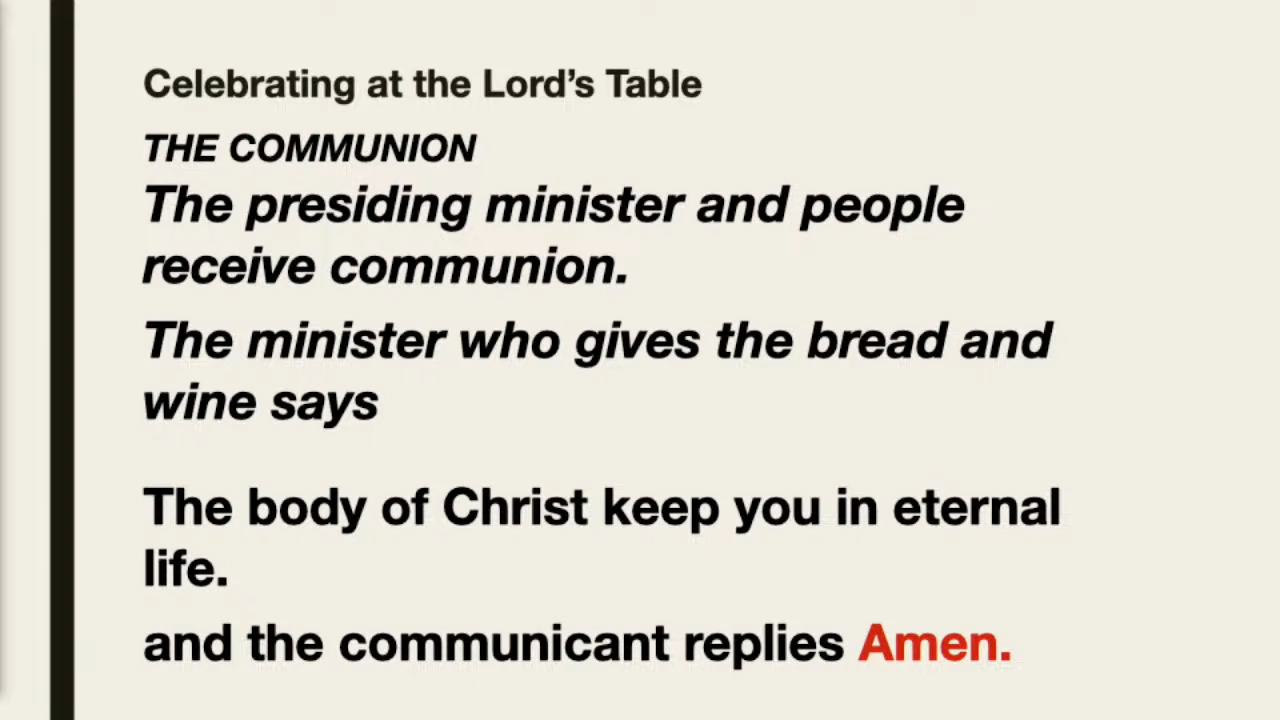 Celebrating at the Lord’s Table
THE COMMUNION
The presiding minister and people
receive communion.
The minister who gives the bread and
wine says
The body of Christ keep you in eternal
life.
and the communicant replies Amen.